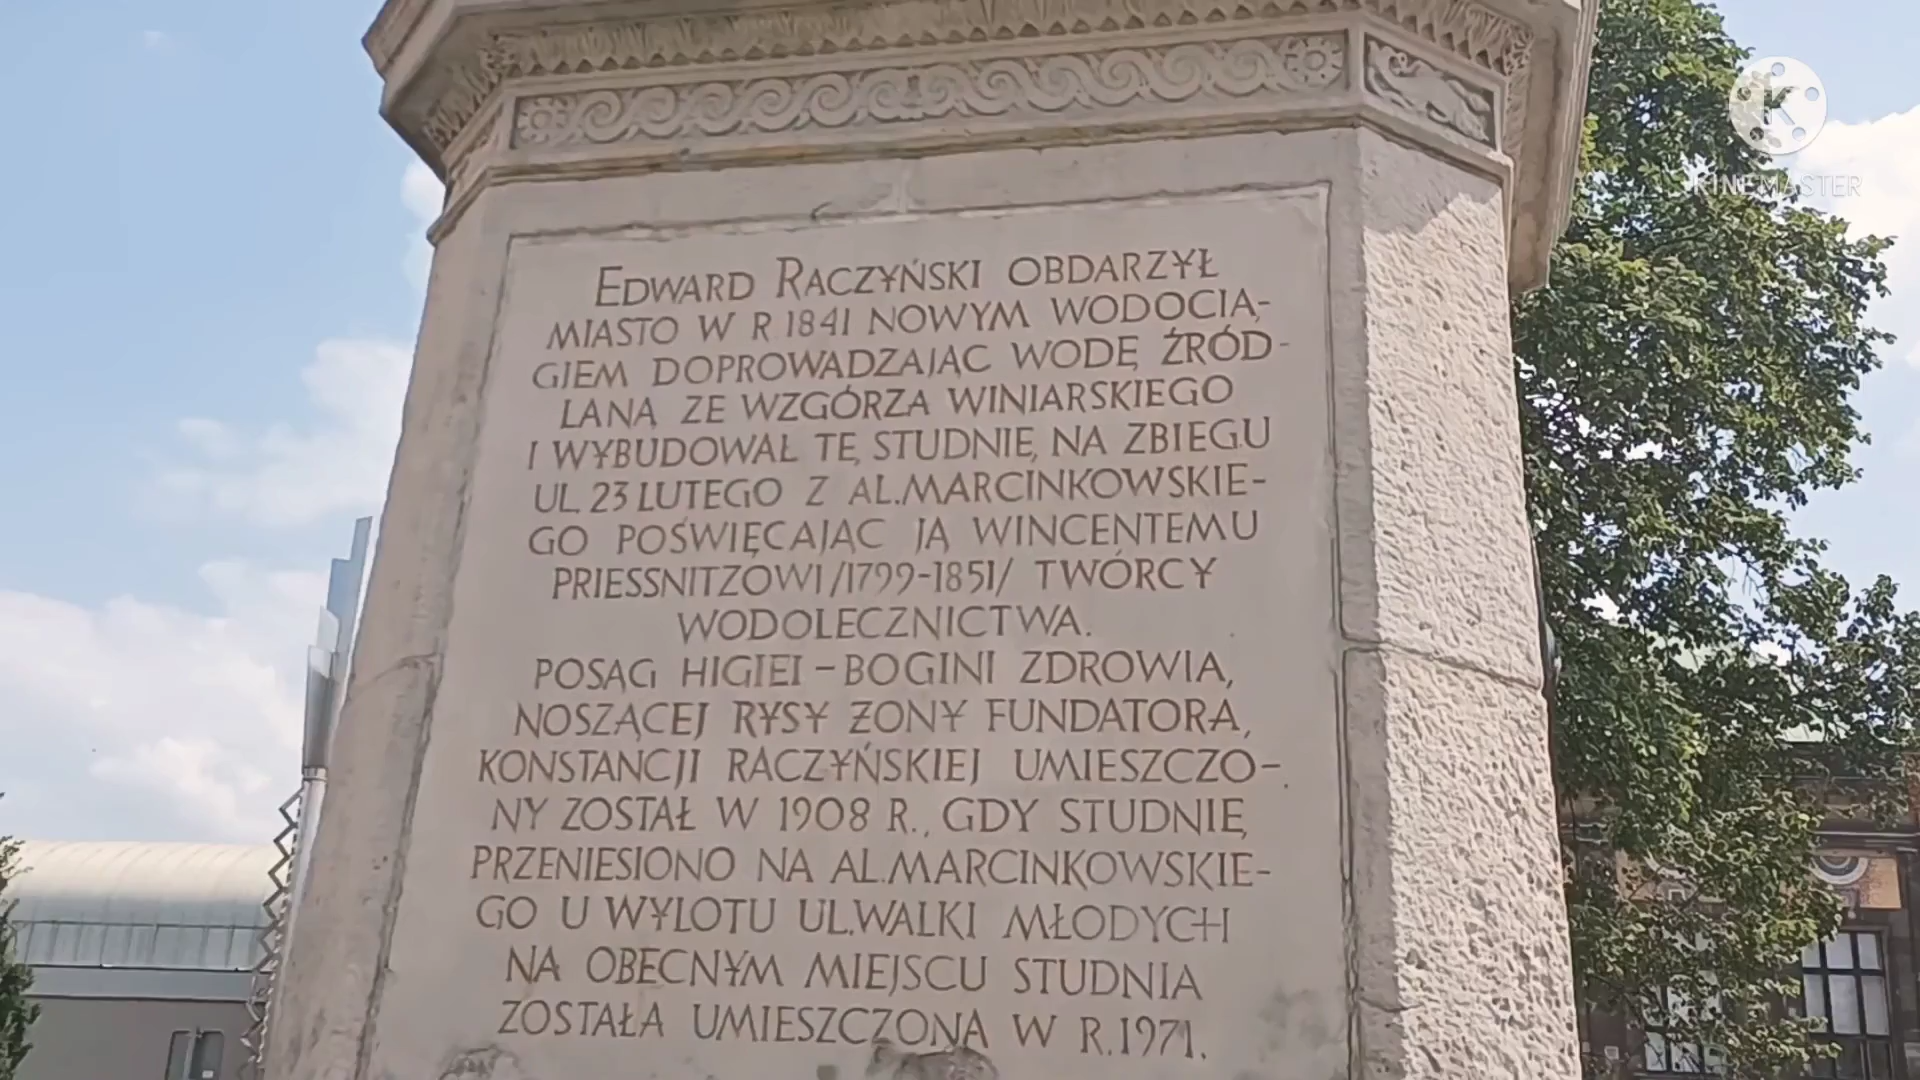 K
KINEMASTER
EDWARD RACZYŃSKI OBDARZYŁ
MIASTO W R 1841 NOWYM WODOCIĄ-
GIEM DOPROWADZAJĄC WODĘ ŹRÓD-
LANĄ ZE WZGÓRZA WINIARSKIEGO
I WYBUDOWAŁ TĘ STUDNIĘ NA ZBIEGU
UL. 23 LUTEGO Z AL.MARCINKOWSKIE-
GO POŚWIĘCAJĄC JĄ WINCENTEMU
PRIESSNITZOWI /1799-1851/ TWÓRCY
WODOLECZNICTWA.
POSĄG HIGIEI – BOGINI ZDROWIA,
NOSZĄCEJ RYSY ŻONY FUNDATORA,
KONSTANCJI RACZYŃSKIEJ UMIESZCZO-
NY ZOSTAŁ W 1908 R., GDY STUDNIĘ
PRZENIESIONO NA AL.MARCINKOWSKIE-
GO U WYLOTU UL.WALKI MŁODYCH
NA OBECNYM MIEJSCU STUDNIA
ZOSTAŁA UMIESZCZONA W R.1971.